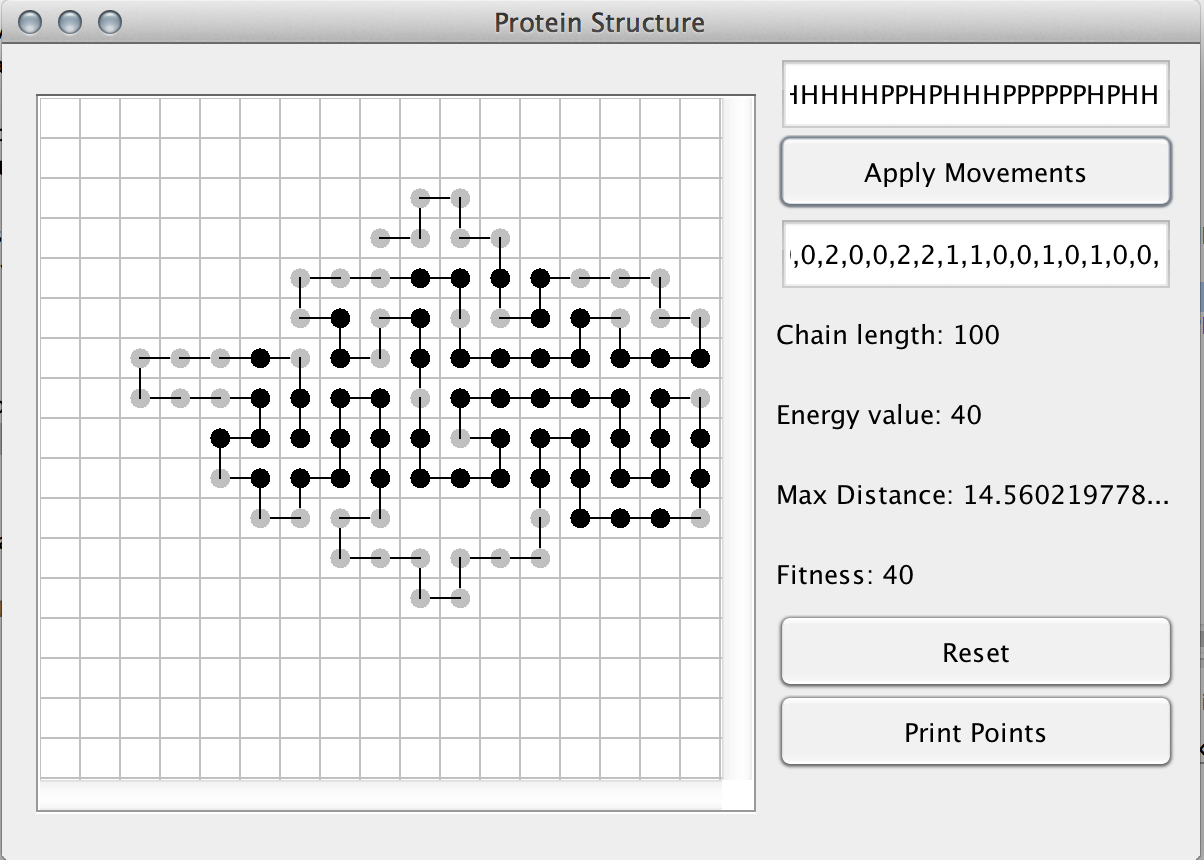 Protein Structure
HHHHHPPHPHHHPPPPPPHPHH
Apply Movements
,0,2,0,0,2,2,1,1,0,0,1,0,1,0,0,
Chain length: 100
Energy value: 40
Max Distance: 14.560219778...
Fitness: 40
Reset
Print Points